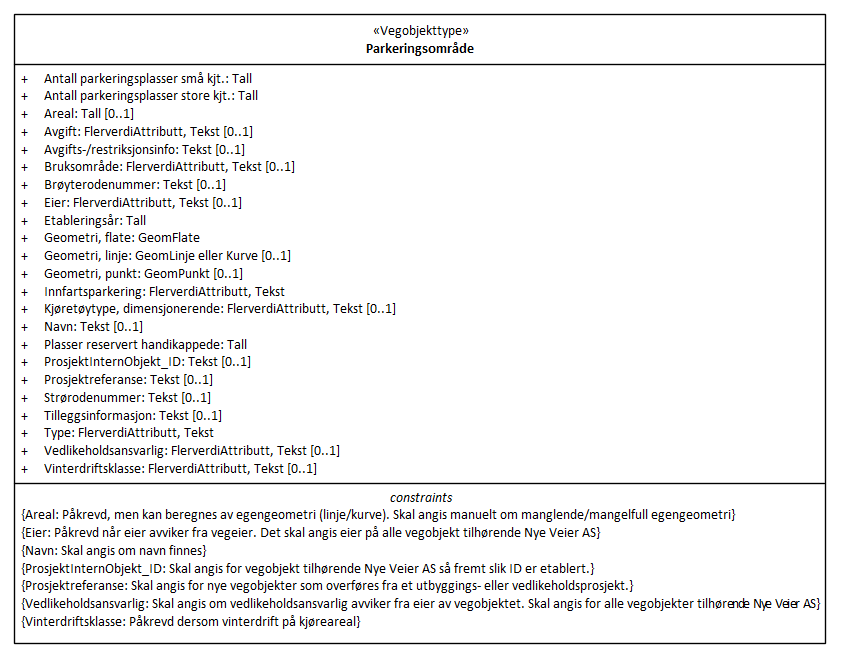 «Vegobjekttype»
Parkeringsområde
+ Antall parkeringsplasser små kjt.: Tall
+ Antall parkeringsplasser store kjt.: Tall
+ Areal: Tall [0..1]
+ Avgift: FlerverdiAttributt, Tekst [0..1]
+ Avgifts-/restriksjonsinfo: Tekst [0..1]
+ Bruksområde: FlerverdiAttributt, Tekst [0..1]
+ Brøyterodenummer: Tekst [0..1]
+ Eier: FlerverdiAttributt, Tekst [0..1]
+ Etableringsår: Tall
+ Geometri, flate: GeomFlate
+ Geometri, linje: GeomLinje eller Kurve [0..1]
+ Geometri, punkt: GeomPunkt [0..1]
+ Innfartsparkering: FlerverdiAttributt, Tekst
+ Kjøretøytype, dimensjonerende: FlerverdiAttributt, Tekst [0..1]
+ Navn: Tekst [0..1]
+ Plasser reservert handikappede: Tall
+ ProsjektInternObjekt_ID: Tekst [0..1]
+ Prosjektreferanse: Tekst [0..1]
+ Strørodenummer: Tekst [0..1]
+ Tilleggsinformasjon: Tekst [0..1]
+ Type: FlerverdiAttributt, Tekst
+ Vedlikeholdsansvarlig: FlerverdiAttributt, Tekst [0..1]
+ Vinterdriftsklasse: FlerverdiAttributt, Tekst [0..1]
constraints
{Areal: Påkrevd, men kan beregnes av egengeometri (linje/kurve). Skal angis manuelt om manglende/mangelfull egengeometri}
{Eier: Påkrevd når eier avviker fra vegeier. Det skal angis eier på alle vegobjekt tilhørende Nye Veier AS}
{Navn: Skal angis om navn finnes}
{ProsjektInternObjekt_ID: Skal angis for vegobjekt tilhørende Nye Veier AS så fremt slik ID er etablert.}
{Prosjektreferanse: Skal angis for nye vegobjekter som overføres fra et utbyggings- eller vedlikeholdsprosjekt.}
{Vedlikeholdsansvarlig: Skal angis om vedlikeholdsansvarlig avviker fra eier av vegobjektet. Skal angis for alle vegobjekter tilhørende Nye Veier AS}
{Vinterdriftsklasse: Påkrevd dersom vinterdrift på kjøreareal}